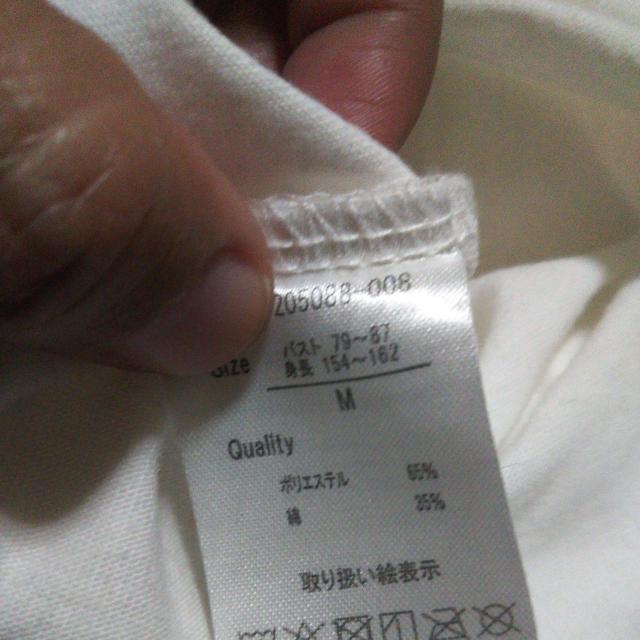 205088-008
バスト 79~87
Size 身長 154~162
M
Quality
ポリエステル 65%
綿 35%
取り扱い絵表示